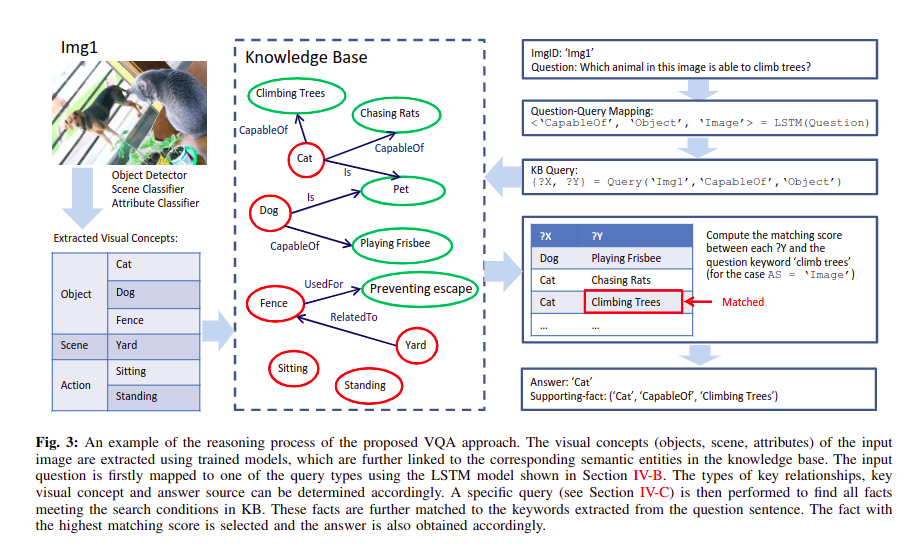 Img1
Object Detector
Scene Classifier
Attribute Classifier
Extracted Visual Concepts:
Object
Cat
Dog
Fence
Scene
Yard
Action
Sitting
Standing
Knowledge Base
Climbing Trees
Chasing Rats
CapableOf
CapableOf
Cat
Is
Pet
Is
Dog
CapableOf
Playing Frisbee
UsedFor
Preventing escape
Fence
RelatedTo
Yard
Sitting
Standing
ImgID: ‘Img1’
Question: Which animal in this image is able to climb trees?
Question-Query Mapping:
<‘CapableOf’, ‘Object’, ‘Image’> = LSTM(Question)
KB Query:
{?X, ?Y} = Query(‘Img1’,‘CapableOf’,‘Object’)
?X ?Y
Dog Playing Frisbee
Cat Chasing Rats
Cat Climbing Trees
... ...
Compute the matching score
between each ?Y and the
question keyword ‘climb trees’
(for the case AS = ‘Image’)
Matched
Answer: ‘Cat’
Supporting-fact: (‘Cat’, ‘CapableOf’, ‘Climbing Trees’)
Fig. 3: An example of the reasoning process of the proposed VQA approach. The visual concepts (objects, scene, attributes) of the input
image are extracted using trained models, which are further linked to the corresponding semantic entities in the knowledge base. The input
question is firstly mapped to one of the query types using the LSTM model shown in Section IV-B. The types of key relationships, key
visual concept and answer source can be determined accordingly. A specific query (see Section IV-C) is then performed to find all facts
meeting the search conditions in KB. These facts are further matched to the keywords extracted from the question sentence. The fact with
the highest matching score is selected and the answer is also obtained accordingly.